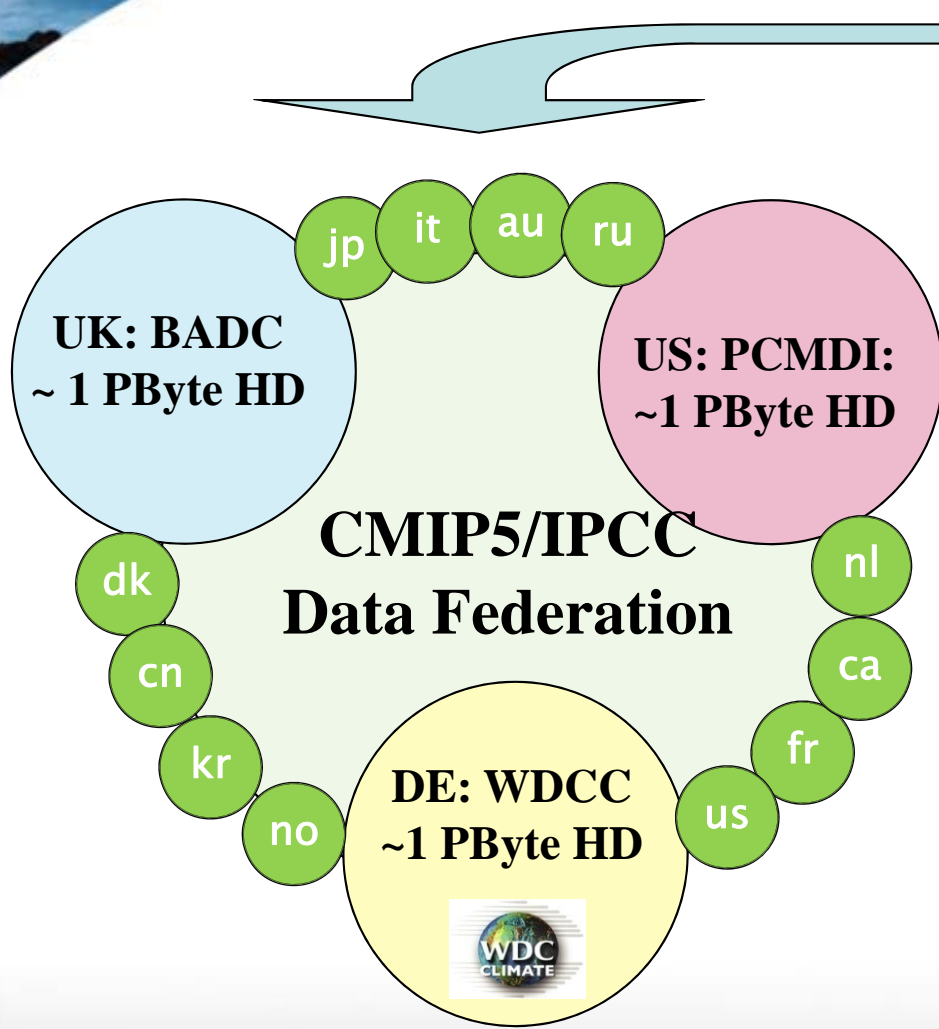 jp it au ru
UK: BADC
~ 1 PByte HD
US: PCMDI:
~1 PByte HD
CMIP5/IPCC
Data Federation
dk
nl
cn
ca
kr
fr
no
us
DE: WDCC
~1 PByte HD
WDC
CLIMATE